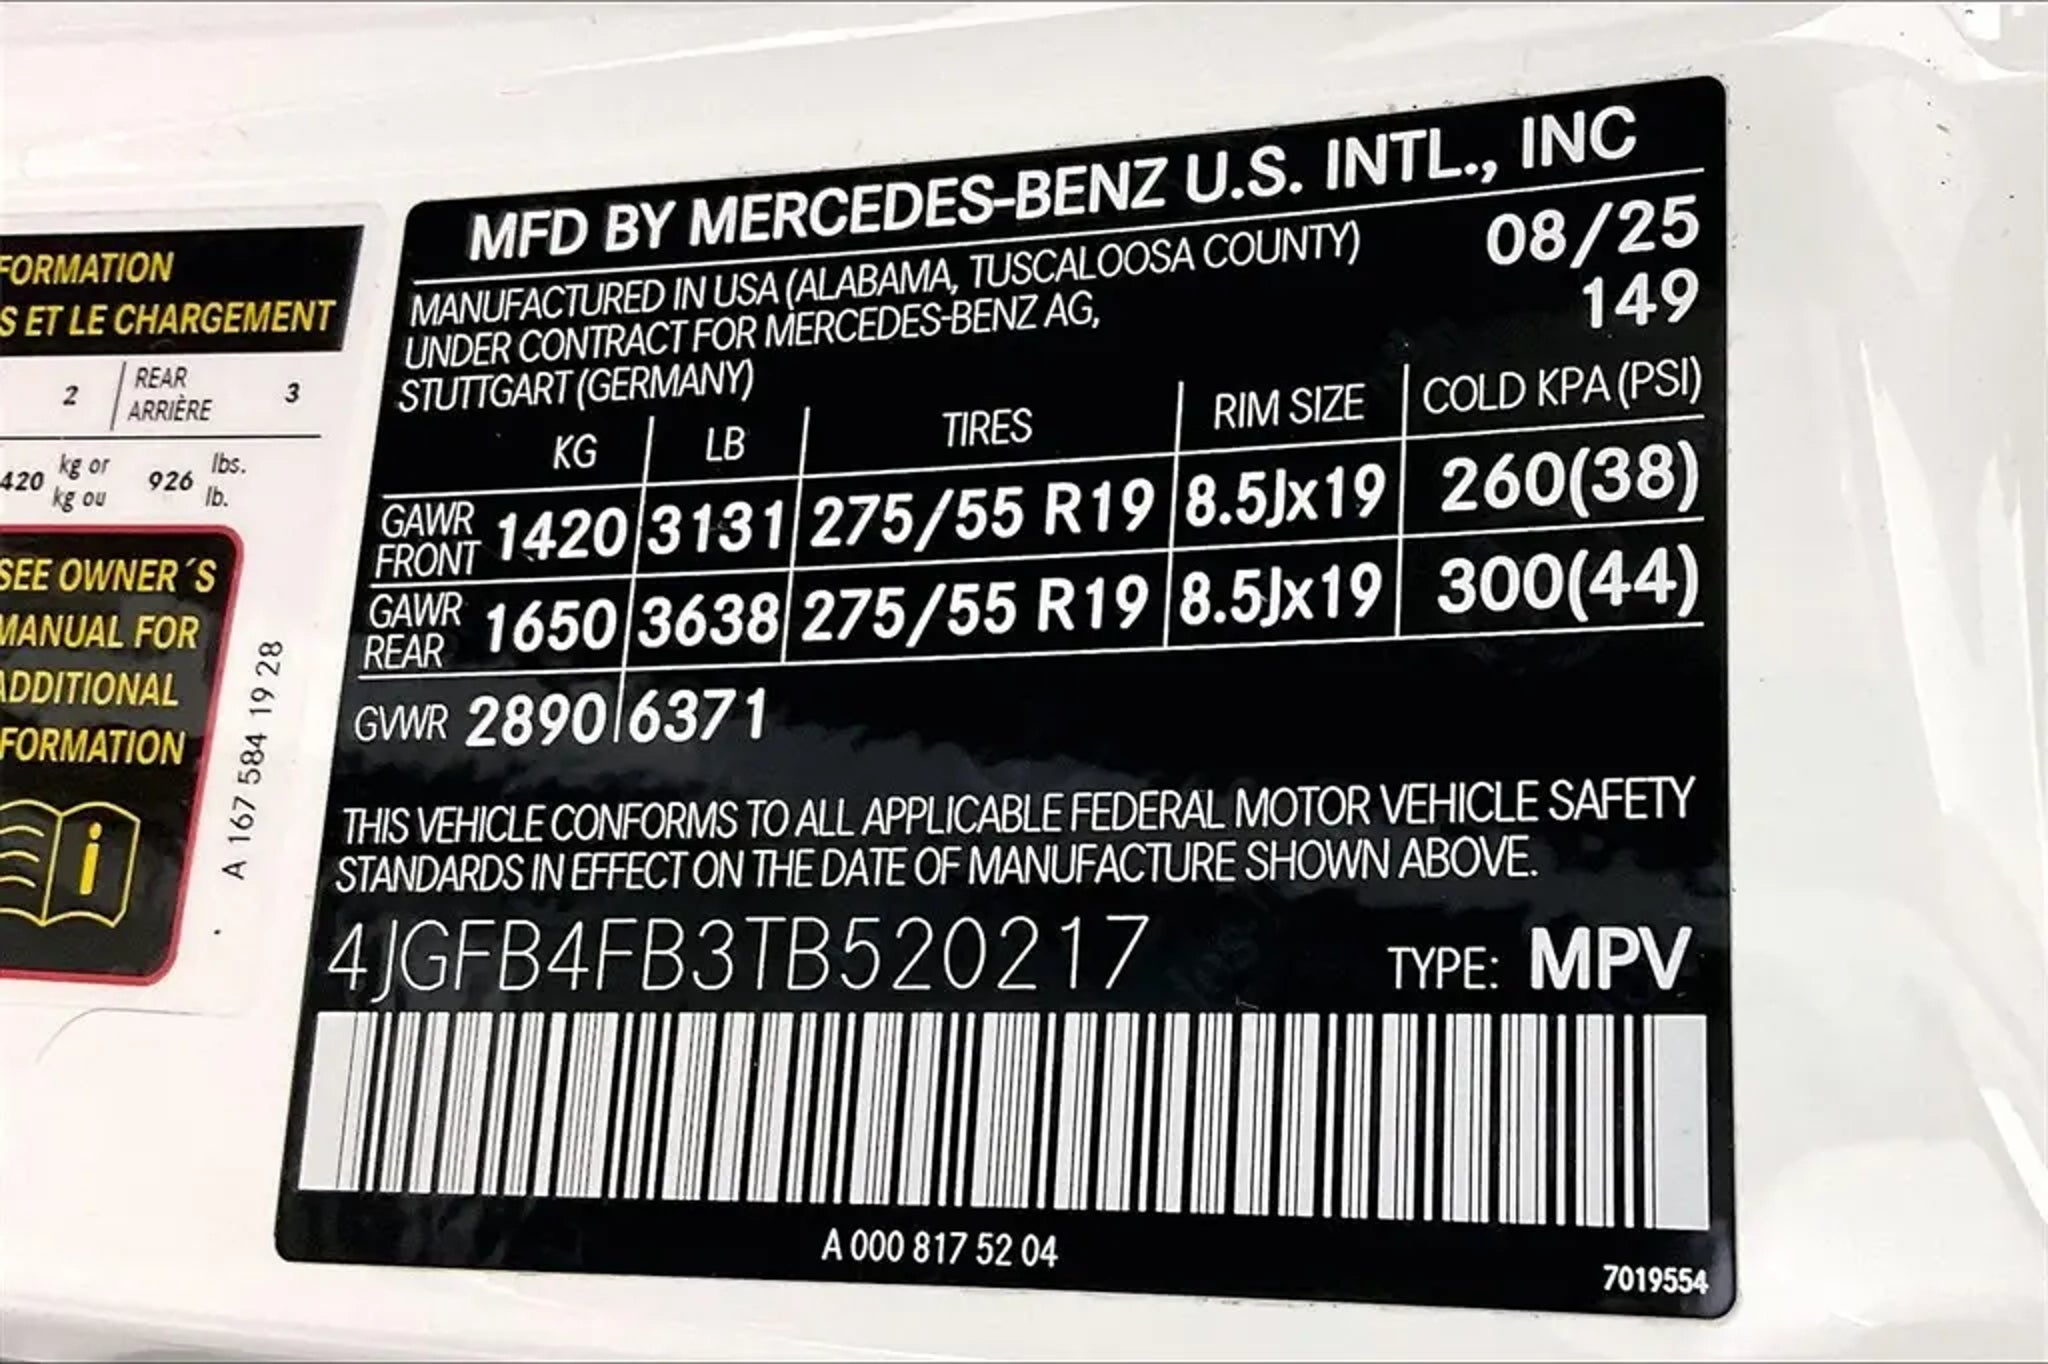 FORMATION
S ET LE CHARGEMENT
2 REAR ARRIÈRE 3
420 kg or kg ou 926 lbs. lb.
SEE OWNER´S
MANUAL FOR
ADDITIONAL
FORMATION
i
A 167 584 19 28
MFD BY MERCEDES-BENZ U.S. INTL., INC
MANUFACTURED IN USA (ALABAMA, TUSCALOOSA COUNTY) 08/25
UNDER CONTRACT FOR MERCEDES-BENZ AG, 149
STUTTGART (GERMANY)
KG LB TIRES RIM SIZE COLD KPA (PSI)
GAWR FRONT 1420 3131 275/55 R19 8.5Jx19 260(38)
GAWR REAR 1650 3638 275/55 R19 8.5Jx19 300(44)
GVWR 2890 6371
THIS VEHICLE CONFORMS TO ALL APPLICABLE FEDERAL MOTOR VEHICLE SAFETY
STANDARDS IN EFFECT ON THE DATE OF MANUFACTURE SHOWN ABOVE.
4JGFB4FB3TB520217 TYPE: MPV
A 000 817 52 04
7019554